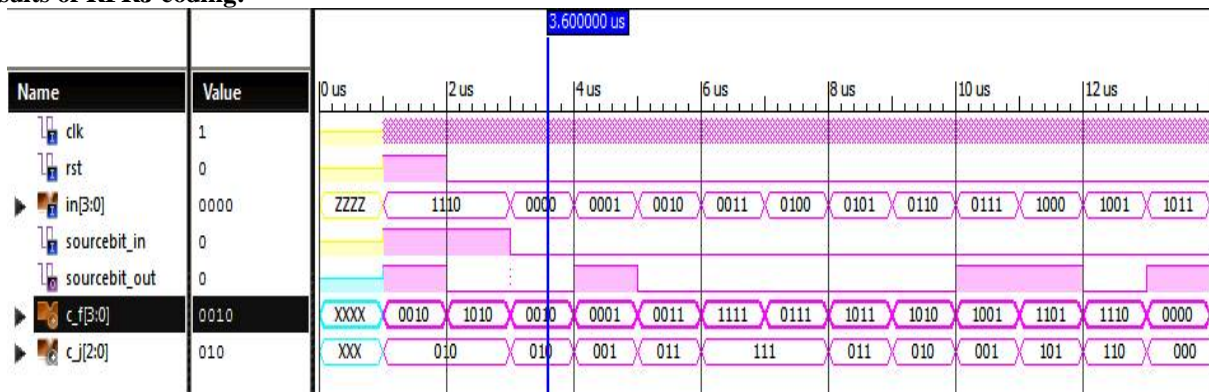 3.600000 us
Name Value 0 us 2 us 4 us 6 us 8 us 10 us 12 us
clk 1
rst 0
in[3:0] 0000 ZZZZ 1110 0000 0001 0010 0011 0100 0101 0110 0111 1000 1001 1011
sourcebit_in 0
sourcebit_out 0
c_f[3:0] 0010 XXXX 0010 1010 0010 0001 0011 1111 0111 1011 1010 1001 1101 1110 0000
c_j[2:0] 010 XXX 010 010 001 011 111 011 010 001 101 110 000